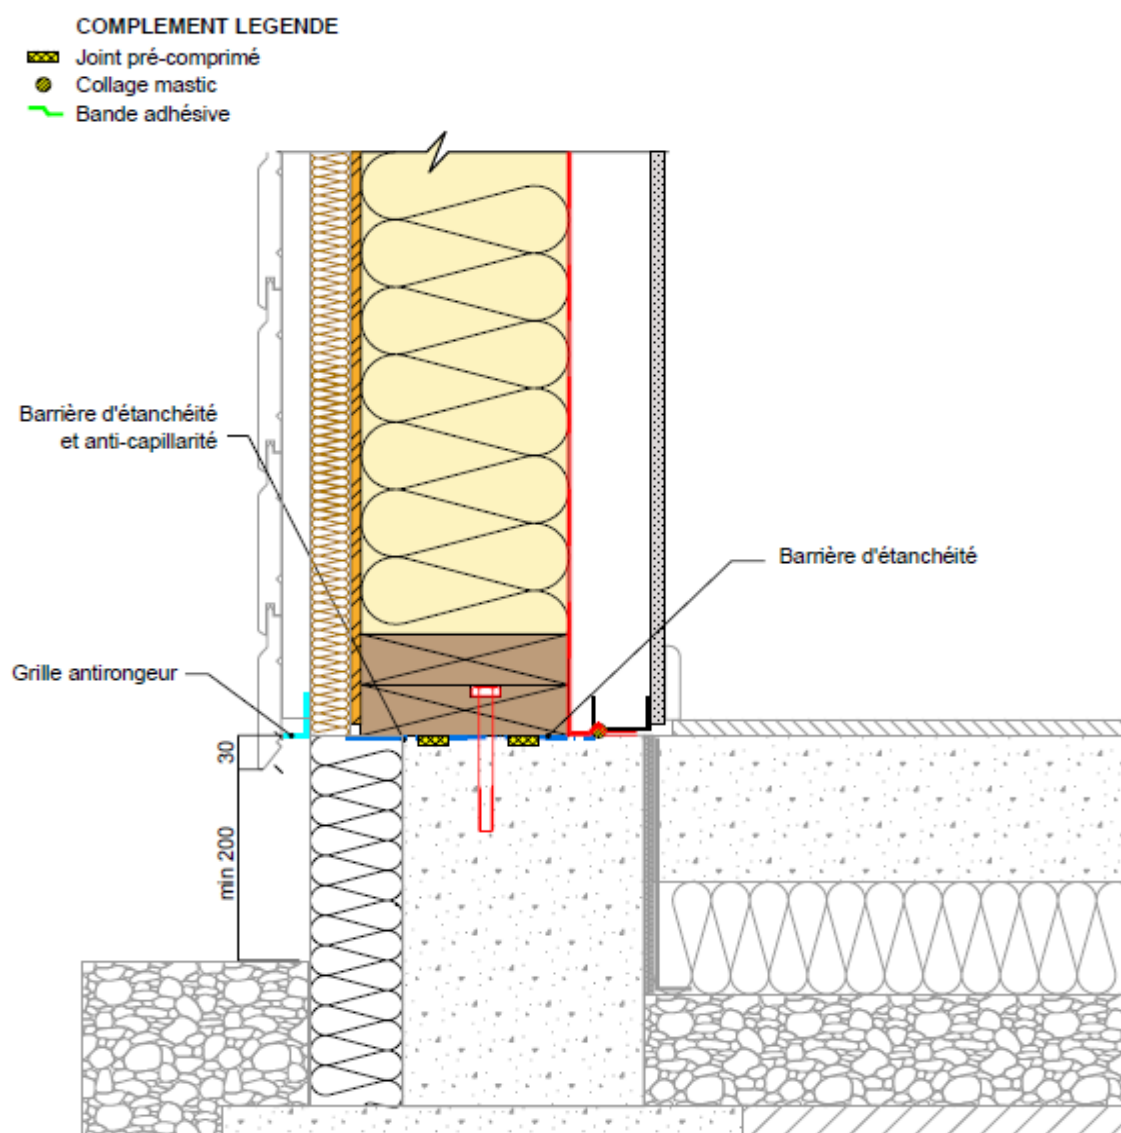 COMPLEMENT LEGENDE
Joint pré-comprimé
Collage mastic
Bande adhésive
Barrière d'étanchéité
et anti-capillarité
Barrière d'étanchéité
Grille antirongeur
30
min 200